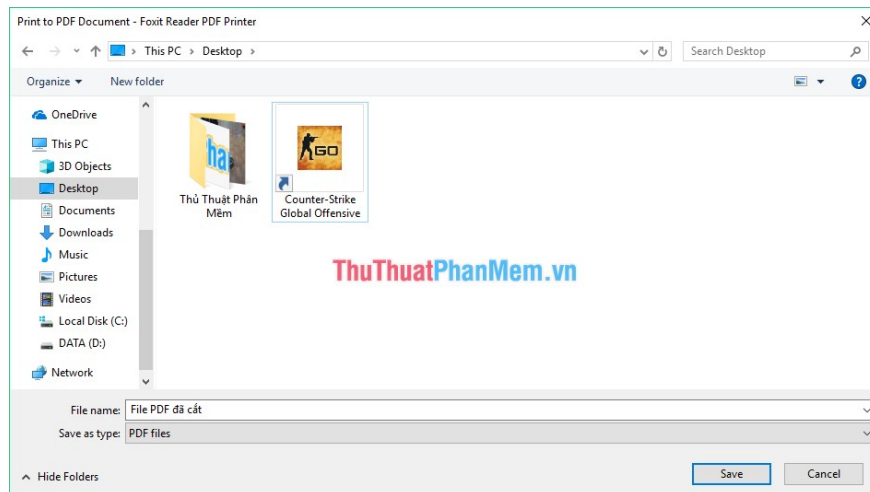 Print to PDF Document - Foxit Reader PDF Printer
This PC > Desktop >
Search Desktop
Organize
New folder
OneDrive
This PC
3D Objects
Desktop
Documents
Downloads
Music
Pictures
Videos
Local Disk (C:)
DATA (D:)
Network
Thủ Thuật Phần
Mềm
GO
Counter-Strike
Global Offensive
ThuThuatPhanMem.vn
File name: File PDF đã cắt
Save as type: PDF files
Hide Folders
Save
Cancel